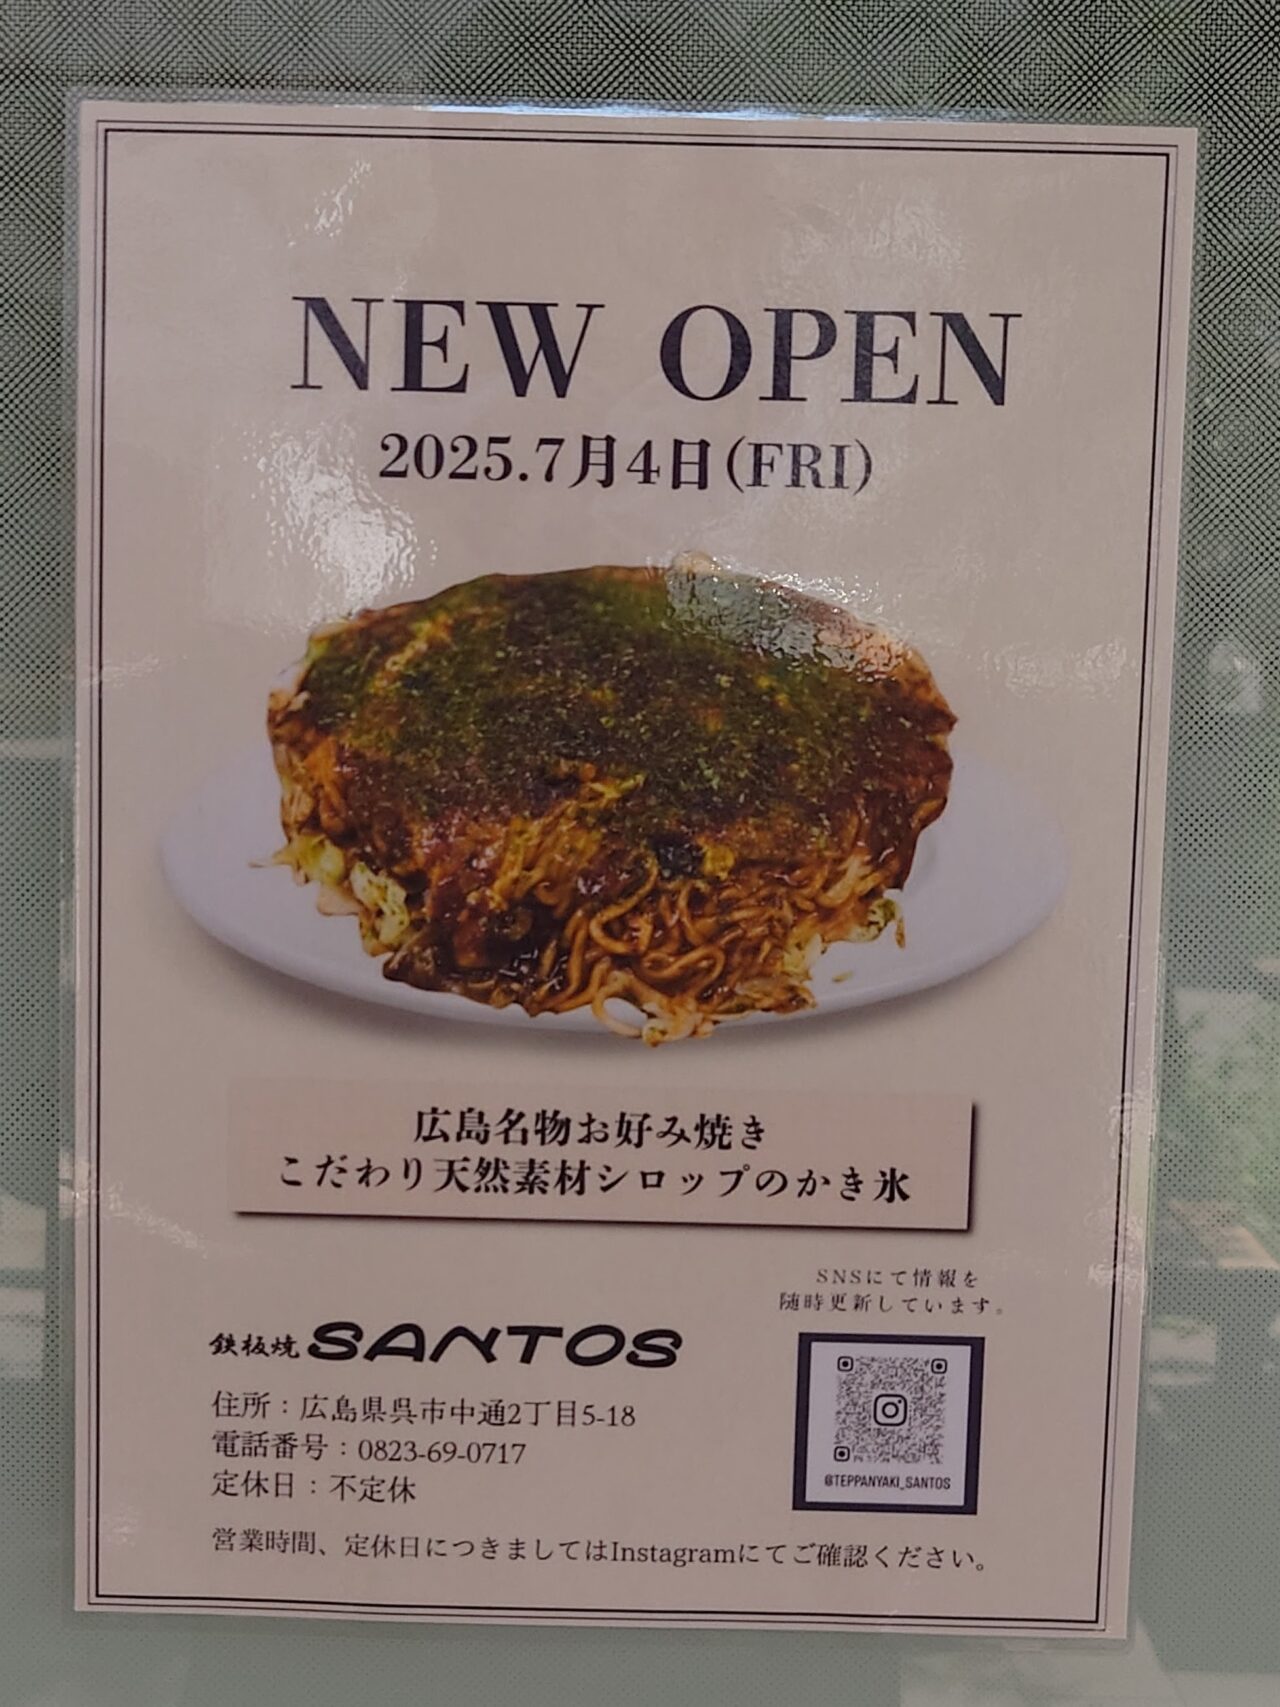 NEW OPEN
2025.7月4日(FRI)
広島名物お好み焼き
こだわり天然素材シロップのかき氷
SNSにて情報を
随時更新しています。
鉄板焼 SANTOS
住所：広島県呉市中通2丁目5-18
電話番号：0823-69-0717
定休日：不定休
@TEPPANYAKI_SANTOS
営業時間、定休日につきましてはInstagramにてご確認ください。